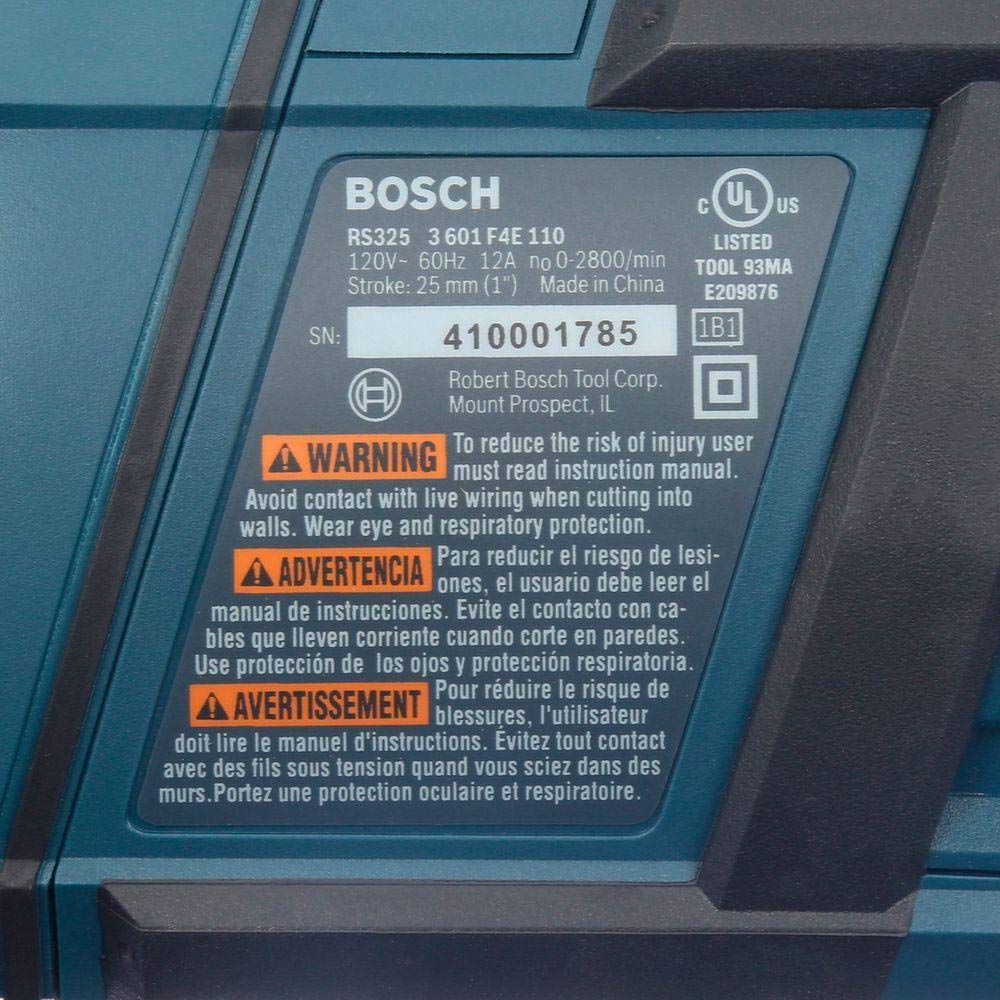 BOSCH
C UL US
LISTED
TOOL 93MA
E209876
RS325 3 601 F4E 110
120V~ 60Hz 12A n0 0-2800/min
Stroke: 25 mm (1") Made in China
SN: 410001785
1B1
Robert Bosch Tool Corp.
Mount Prospect, IL
WARNING To reduce the risk of injury user
must read instruction manual.
Avoid contact with live wiring when cutting into
walls. Wear eye and respiratory protection.
ADVERTENCIA Para reducir el riesgo de lesi-
ones, el usuario debe leer el
manual de instrucciones. Evite el contacto con ca-
bles que lleven corriente cuando corte en paredes.
Use protección de los ojos y protección respiratoria.
AVERTISSEMENT Pour réduire le risque de
blessures, l'utilisateur
doit lire le manuel d'instructions. Évitez tout contact
avec des fils sous tension quand vous sciez dans des
murs.Portez une protection oculaire et respiratoire.